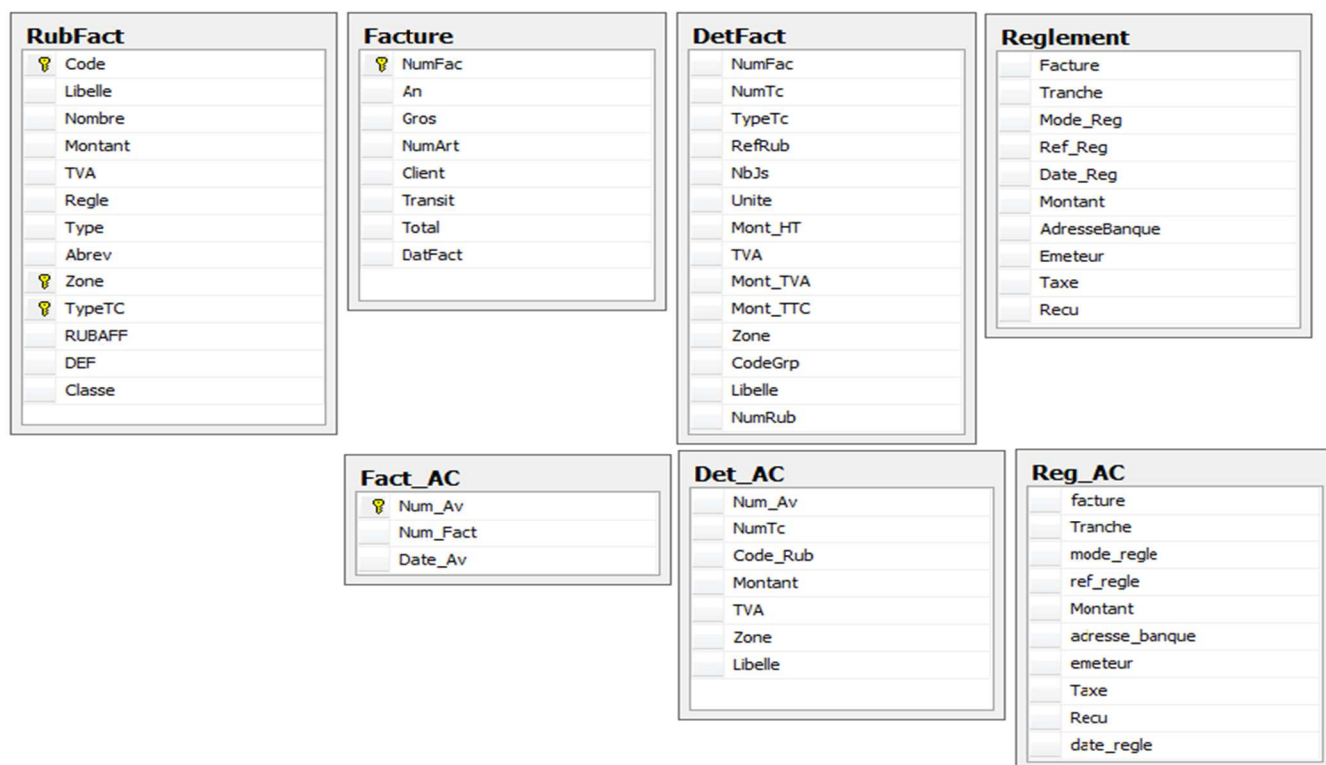 RubFact
Code
Libelle
Nombre
Montant
TVA
Regle
Type
Abrev
Zone
TypeTC
RUBAFF
DEF
Classe
Facture
NumFac
An
Gros
NumArt
Client
Transit
Total
DatFact
DetFact
NumFac
NumTc
TypeTc
RefRub
NbJs
Unite
Mont_HT
TVA
Mont_TVA
Mont_TTC
Zone
CodeGrp
Libelle
NumRub
Reglement
Facture
Tranche
Mode_Reg
Ref_Reg
Date_Reg
Montant
AdresseBanque
Emeteur
Taxe
Recu
Fact_AC
Num_Av
Num_Fact
Date_Av
Det_AC
Num_Av
NumTc
Code_Rub
Montant
TVA
Zone
Libelle
Reg_AC
facture
Tranche
mode_regle
ref_regle
Montant
adresse_banque
emeteur
Taxe
Recu
date_regle